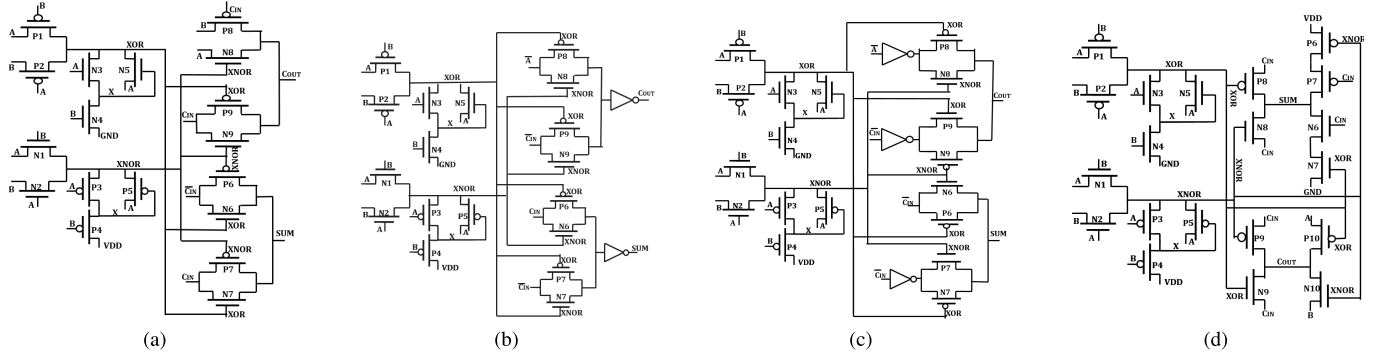 B
A
P1
B
P2
A
XOR
A
N3
N5
A
X
B
N4
GND
B
A
N1
B
N2
A
XNOR
A
P3
P5
A
X
B
P4
VDD
CIN
B
P8
A
N8
XNOR
COUT
XOR
CIN
P9
N9
XNOR
CIN
P6
N6
XOR
SUM
XNOR
CIN
P7
N7
XOR
(a)
B
A
P1
B
P2
A
XOR
A
N3
N5
A
X
B
N4
GND
B
A
N1
B
N2
A
XNOR
A
P3
P5
A
X
B
P4
VDD
XOR
A
P8
N8
XNOR
COUT
XOR
CIN
P9
N9
XNOR
XOR
CIN
P6
N6
XNOR
SUM
XOR
CIN
P7
N7
XNOR
(b)
B
A
P1
B
P2
A
XOR
A
N3
N5
A
X
B
N4
GND
B
A
N1
B
N2
A
XNOR
A
P3
P5
A
X
B
P4
VDD
XOR
A
P8
N8
XNOR
COUT
XOR
CIN
P9
N9
XNOR
CIN
N6
P6
XOR
SUM
XNOR
CIN
P7
N7
XOR
(c)
B
A
P1
B
P2
A
XOR
A
N3
N5
A
X
B
N4
GND
B
A
N1
B
N2
A
XNOR
A
P3
P5
A
X
B
P4
VDD
VDD
P6
XNOR
CIN
P8
P7
CIN
XOR
SUM
N8
N6
CIN
CIN
XNOR
N7
XOR
GND
CIN
P9
A
P10
XOR
COUT
XOR
N9
N10
XNOR
CIN
B
(d)